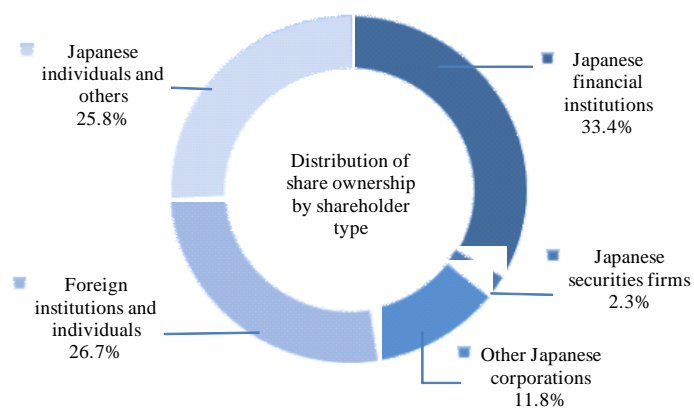 Distribution of
share ownership
by shareholder
type
Japanese
financial
institutions
33.4%
Japanese
securities firms
2.3%
Other Japanese
corporations
11.8%
Foreign
institutions and
individuals
26.7%
Japanese
individuals and
others
25.8%